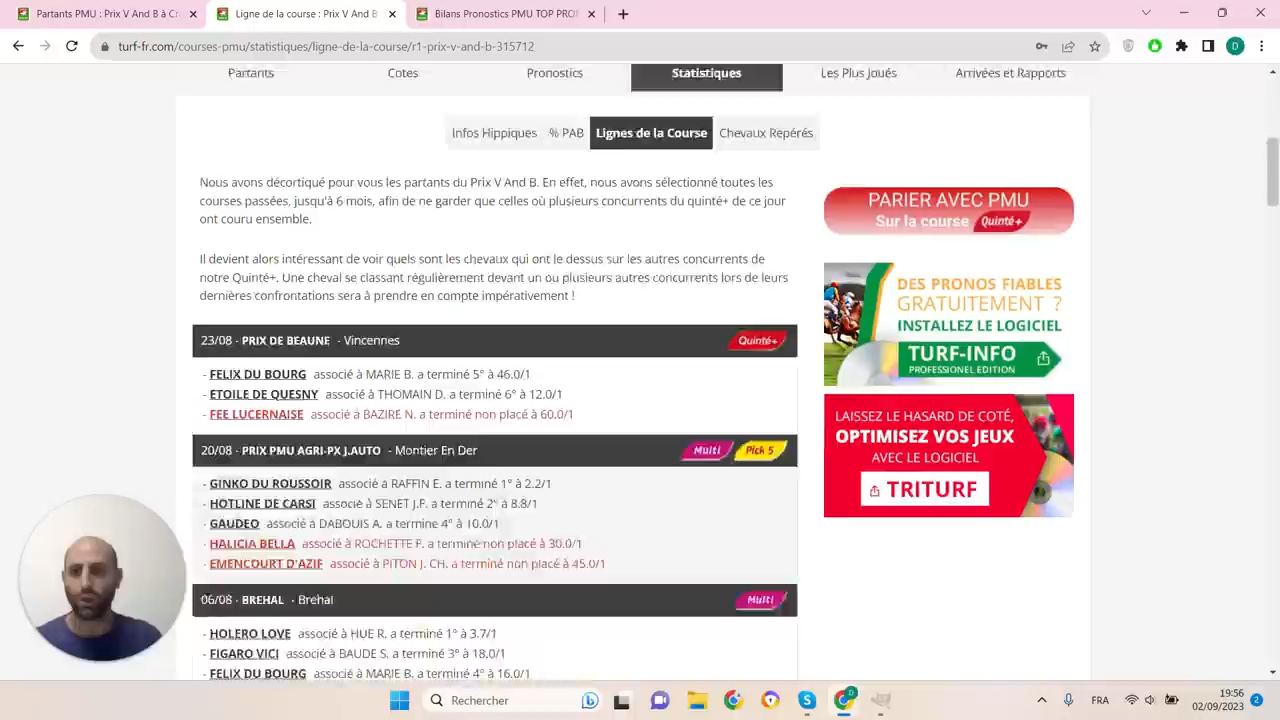 Partants: Prix V And B à Cr
Ligne de la course : Prix V And B
Bilans Pronostics PMU TOP PRO
turf-fr.com/courses-pmu/statistiques/ligne-de-la-course/r1-prix-v-and-b-315712
D
Partants Cotes Pronostics Statistiques Les Plus Joués Arrivées et Rapports
Infos Hippiques % PAB Lignes de la Course Chevaux Repérés
Nous avons décortiqué pour vous les partants du Prix V And B. En effet, nous avons sélectionné toutes les
courses passées, jusqu'à 6 mois, afin de ne garder que celles où plusieurs concurrents du quinté+ de ce jour
ont couru ensemble.
Il devient alors intéressant de voir quels sont les chevaux qui ont le dessus sur les autres concurrents de
notre Quinté+. Une cheval se classant régulièrement devant un ou plusieurs autres concurrents lors de leurs
dernières confrontations sera à prendre en compte impérativement !
23/08 - PRIX DE BEAUNE - Vincennes Quinté+
- FELIX DU BOURG associé à MARIE B. a terminé 5° à 46.0/1
- ETOILE DE QUESNY associé à THOMAIN D. a terminé 6° à 12.0/1
- FEE LUCERNAISE associé à BAZIRE N. a terminé non placé à 60.0/1
20/08 - PRIX PMU AGRI-PX J.AUTO - Montier En Der Multi Pick 5
- GINKO DU ROUSSOIR associé à RAFFIN E. a terminé 1° à 2.2/1
- HOTLINE DE CARSI associé à SENET J.P. a terminé 2° à 8.8/1
- GAUDEO associé à DABOUIS A. a terminé 4° à 10.0/1
- HALICIA BELLA associé à ROCHETTE P. a terminé non placé à 30.0/1
- EMENCOURT D'AZIF associé à PITON J. CH. a terminé non placé à 45.0/1
06/08 - BREHAL - Brehal Multi
- HOLERO LOVE associé à HUE R. a terminé 1° à 3.7/1
- FIGARO VICI associé à BAUDE S. a terminé 3° à 18.0/1
- FELIX DU BOURG associé à MARIE B. a terminé 4° à 16.0/1
PARIER AVEC PMU
Sur la course Quinté+
DES PRONOS FIABLES
GRATUITEMENT ?
INSTALLEZ LE LOGICIEL
TURF-INFO
PROFESSIONEL EDITION
LAISSEZ LE HASARD DE COTÉ,
OPTIMISEZ VOS JEUX
AVEC LE LOGICIEL
TRITURF
Rechercher
FRA
19:56
02/09/2023
2